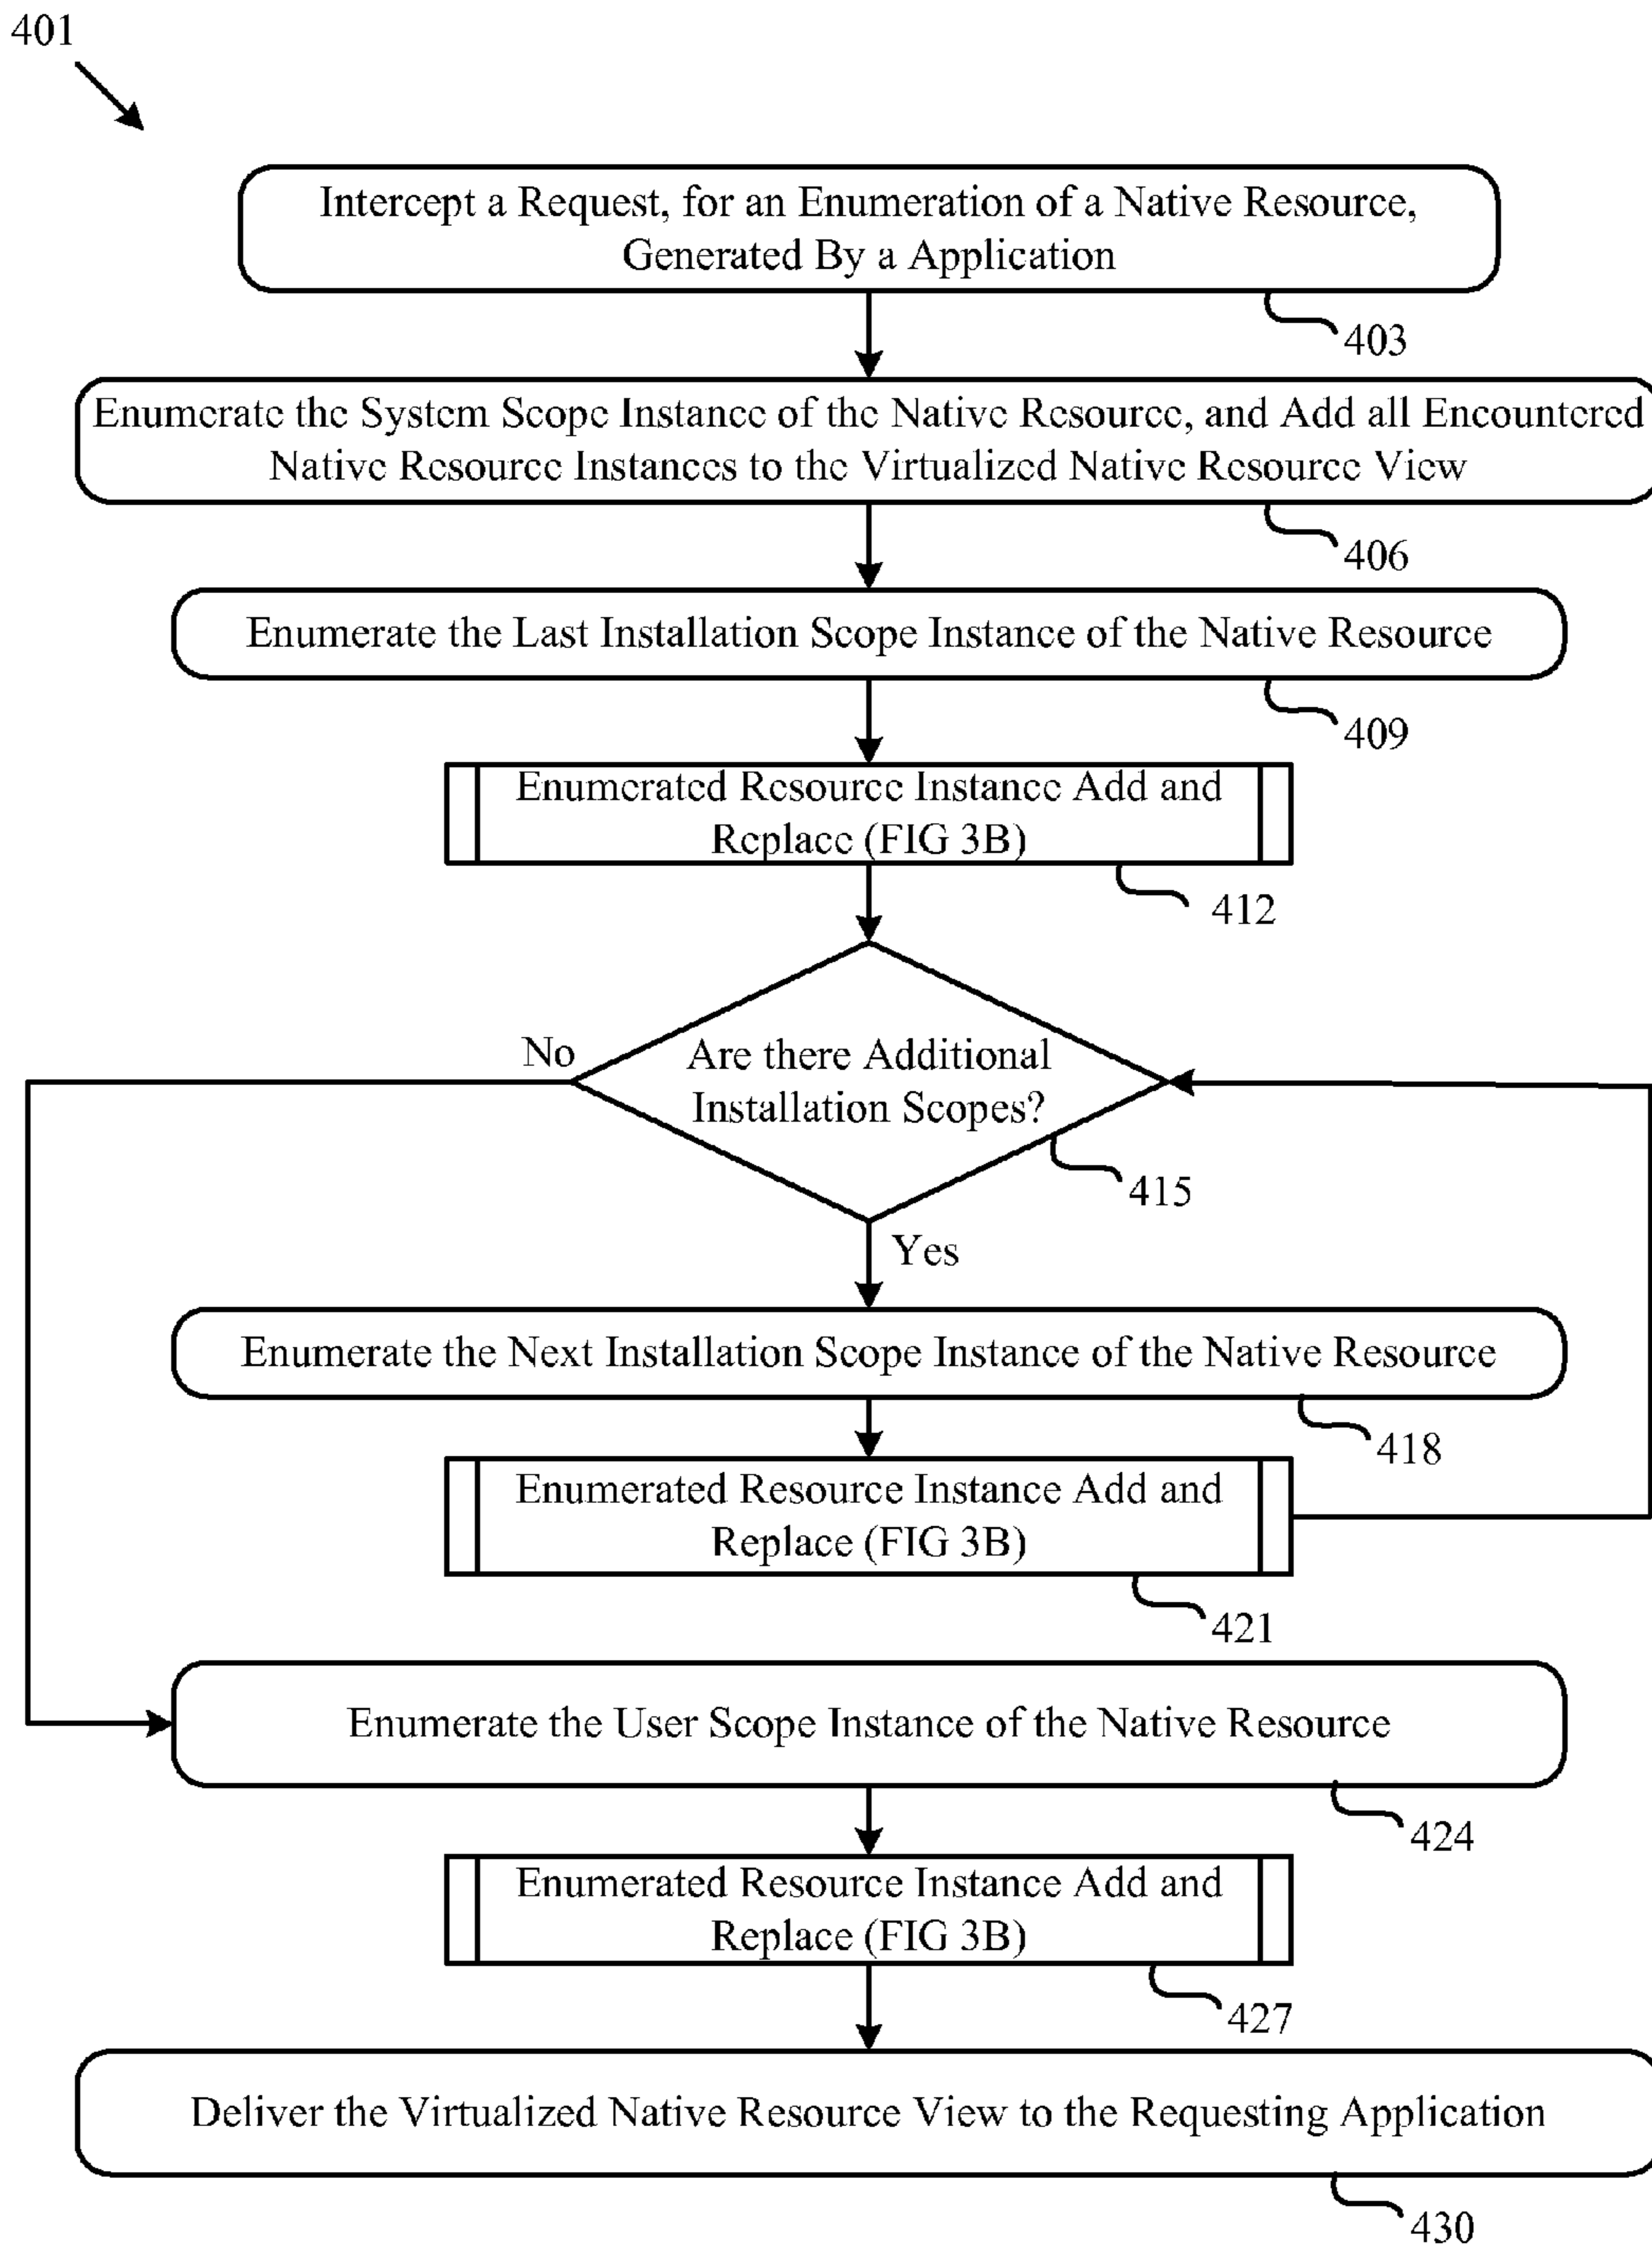 401
Intercept a Request, for an Enumeration of a Native Resource,
Generated By a Application
403
Enumerate the System Scope Instance of the Native Resource, and Add all Encountered
Native Resource Instances to the Virtualized Native Resource View
406
Enumerate the Last Installation Scope Instance of the Native Resource
409
Enumerated Resource Instance Add and
Replace (FIG 3B)
412
No
Are there Additional
Installation Scopes?
415
Yes
Enumerate the Next Installation Scope Instance of the Native Resource
418
Enumerated Resource Instance Add and
Replace (FIG 3B)
421
Enumerate the User Scope Instance of the Native Resource
424
Enumerated Resource Instance Add and
Replace (FIG 3B)
427
Deliver the Virtualized Native Resource View to the Requesting Application
430